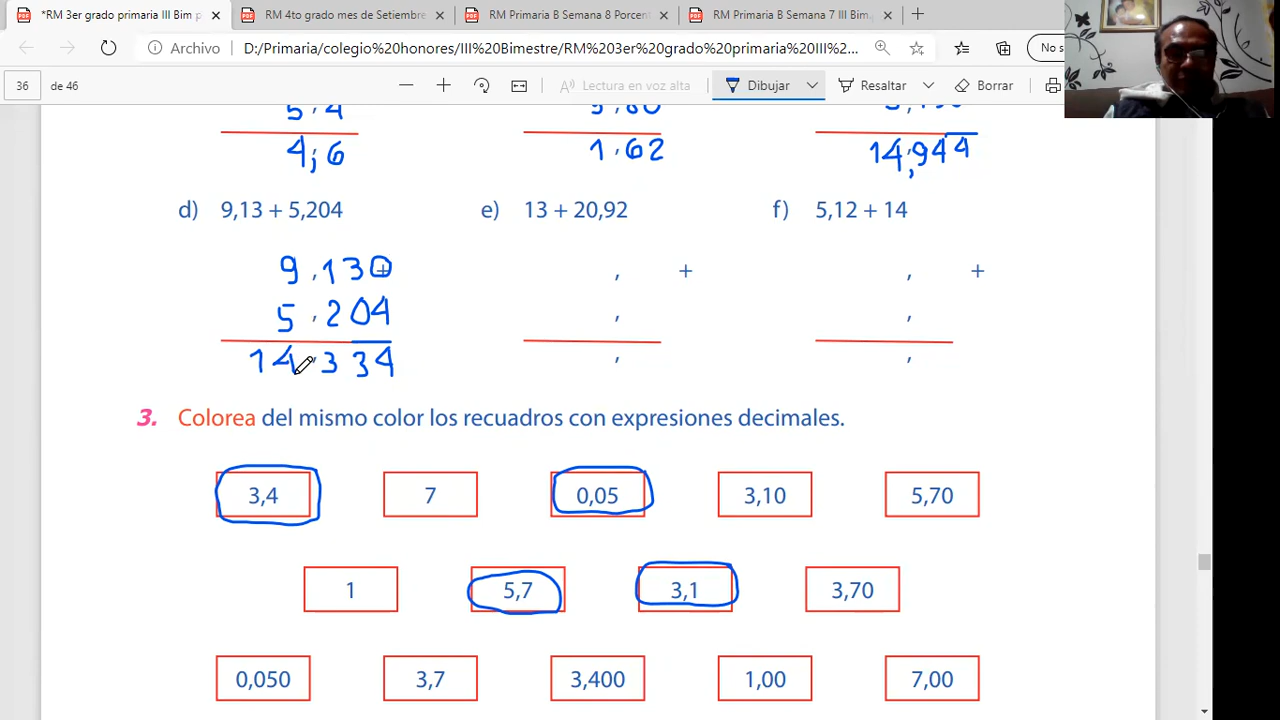 *RM 3er grado primaria III Bim p
RM 4to grado mes de Setiembre
RM Primaria B Semana 8 Porcent
RM Primaria B Semana 7 III Bim.
Archivo D:/Primaria/colegio%20honores/III%20Bimestre/RM%203er%20grado%20primaria%20III%2... No s
36 de 46 Lectura en voz alta Dibujar Resaltar Borrar
5,4
4,6 1,62 14,944
d) 9,13 + 5,204 e) 13 + 20,92 f) 5,12 + 14
9,130 , + , +
5,204 , ,
14,334 , ,
3. Colorea del mismo color los recuadros con expresiones decimales.
3,4 7 0,05 3,10 5,70
1 5,7 3,1 3,70
0,050 3,7 3,400 1,00 7,00